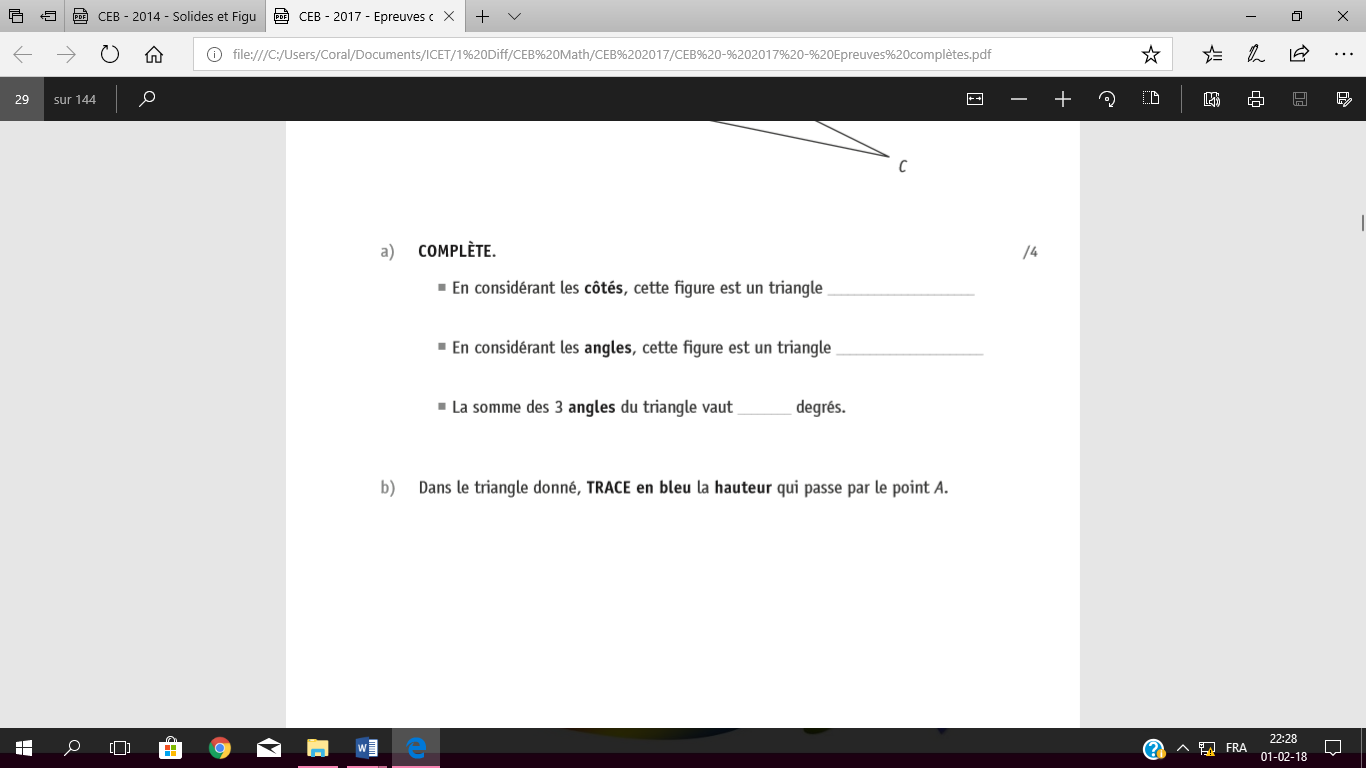 CEB - 2014 - Solides et Figu
CEB - 2017 - Epreuves c
file:///C:/Users/Coral/Documents/ICET/1%20Diff/CEB%20Math/CEB%202017/CEB%20-%202017%20-%20Epreuves%20complètes.pdf
29 sur 144
C
a) COMPLÈTE. /4
■ En considérant les côtés, cette figure est un triangle
■ En considérant les angles, cette figure est un triangle
■ La somme des 3 angles du triangle vaut ______ degrés.
b) Dans le triangle donné, TRACE en bleu la hauteur qui passe par le point A.
FRA
22:28
01-02-18